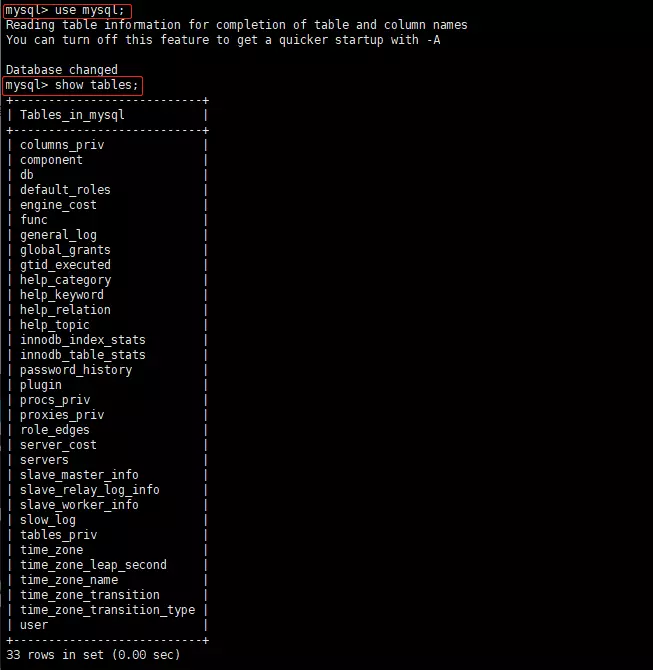 mysql> use mysql;
Reading table information for completion of table and column names
You can turn off this feature to get a quicker startup with -A
Database changed
mysql> show tables;
+---------------------------+
| Tables_in_mysql           |
+---------------------------+
| columns_priv              |
| component                 |
| db                        |
| default_roles             |
| engine_cost               |
| func                      |
| general_log               |
| global_grants             |
| gtid_executed             |
| help_category             |
| help_keyword              |
| help_relation             |
| help_topic                |
| innodb_index_stats        |
| innodb_table_stats        |
| password_history          |
| plugin                    |
| procs_priv                |
| proxies_priv              |
| role_edges                |
| server_cost               |
| servers                   |
| slave_master_info         |
| slave_relay_log_info      |
| slave_worker_info         |
| slow_log                  |
| tables_priv               |
| time_zone                 |
| time_zone_leap_second     |
| time_zone_name            |
| time_zone_transition      |
| time_zone_transition_type |
| user                      |
+---------------------------+
33 rows in set (0.00 sec)